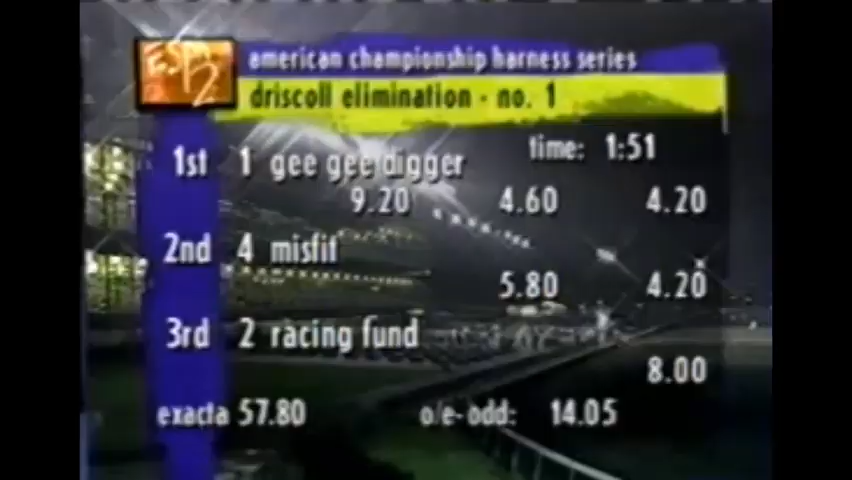 ESPN2
american championship harness series
driscoll elimination - no. 1
1st 1 gee gee digger time: 1:51
9.20 4.60 4.20
2nd 4 misfit
5.80 4.20
3rd 2 racing fund
8.00
exacta 57.80 o/e- odd: 14.05